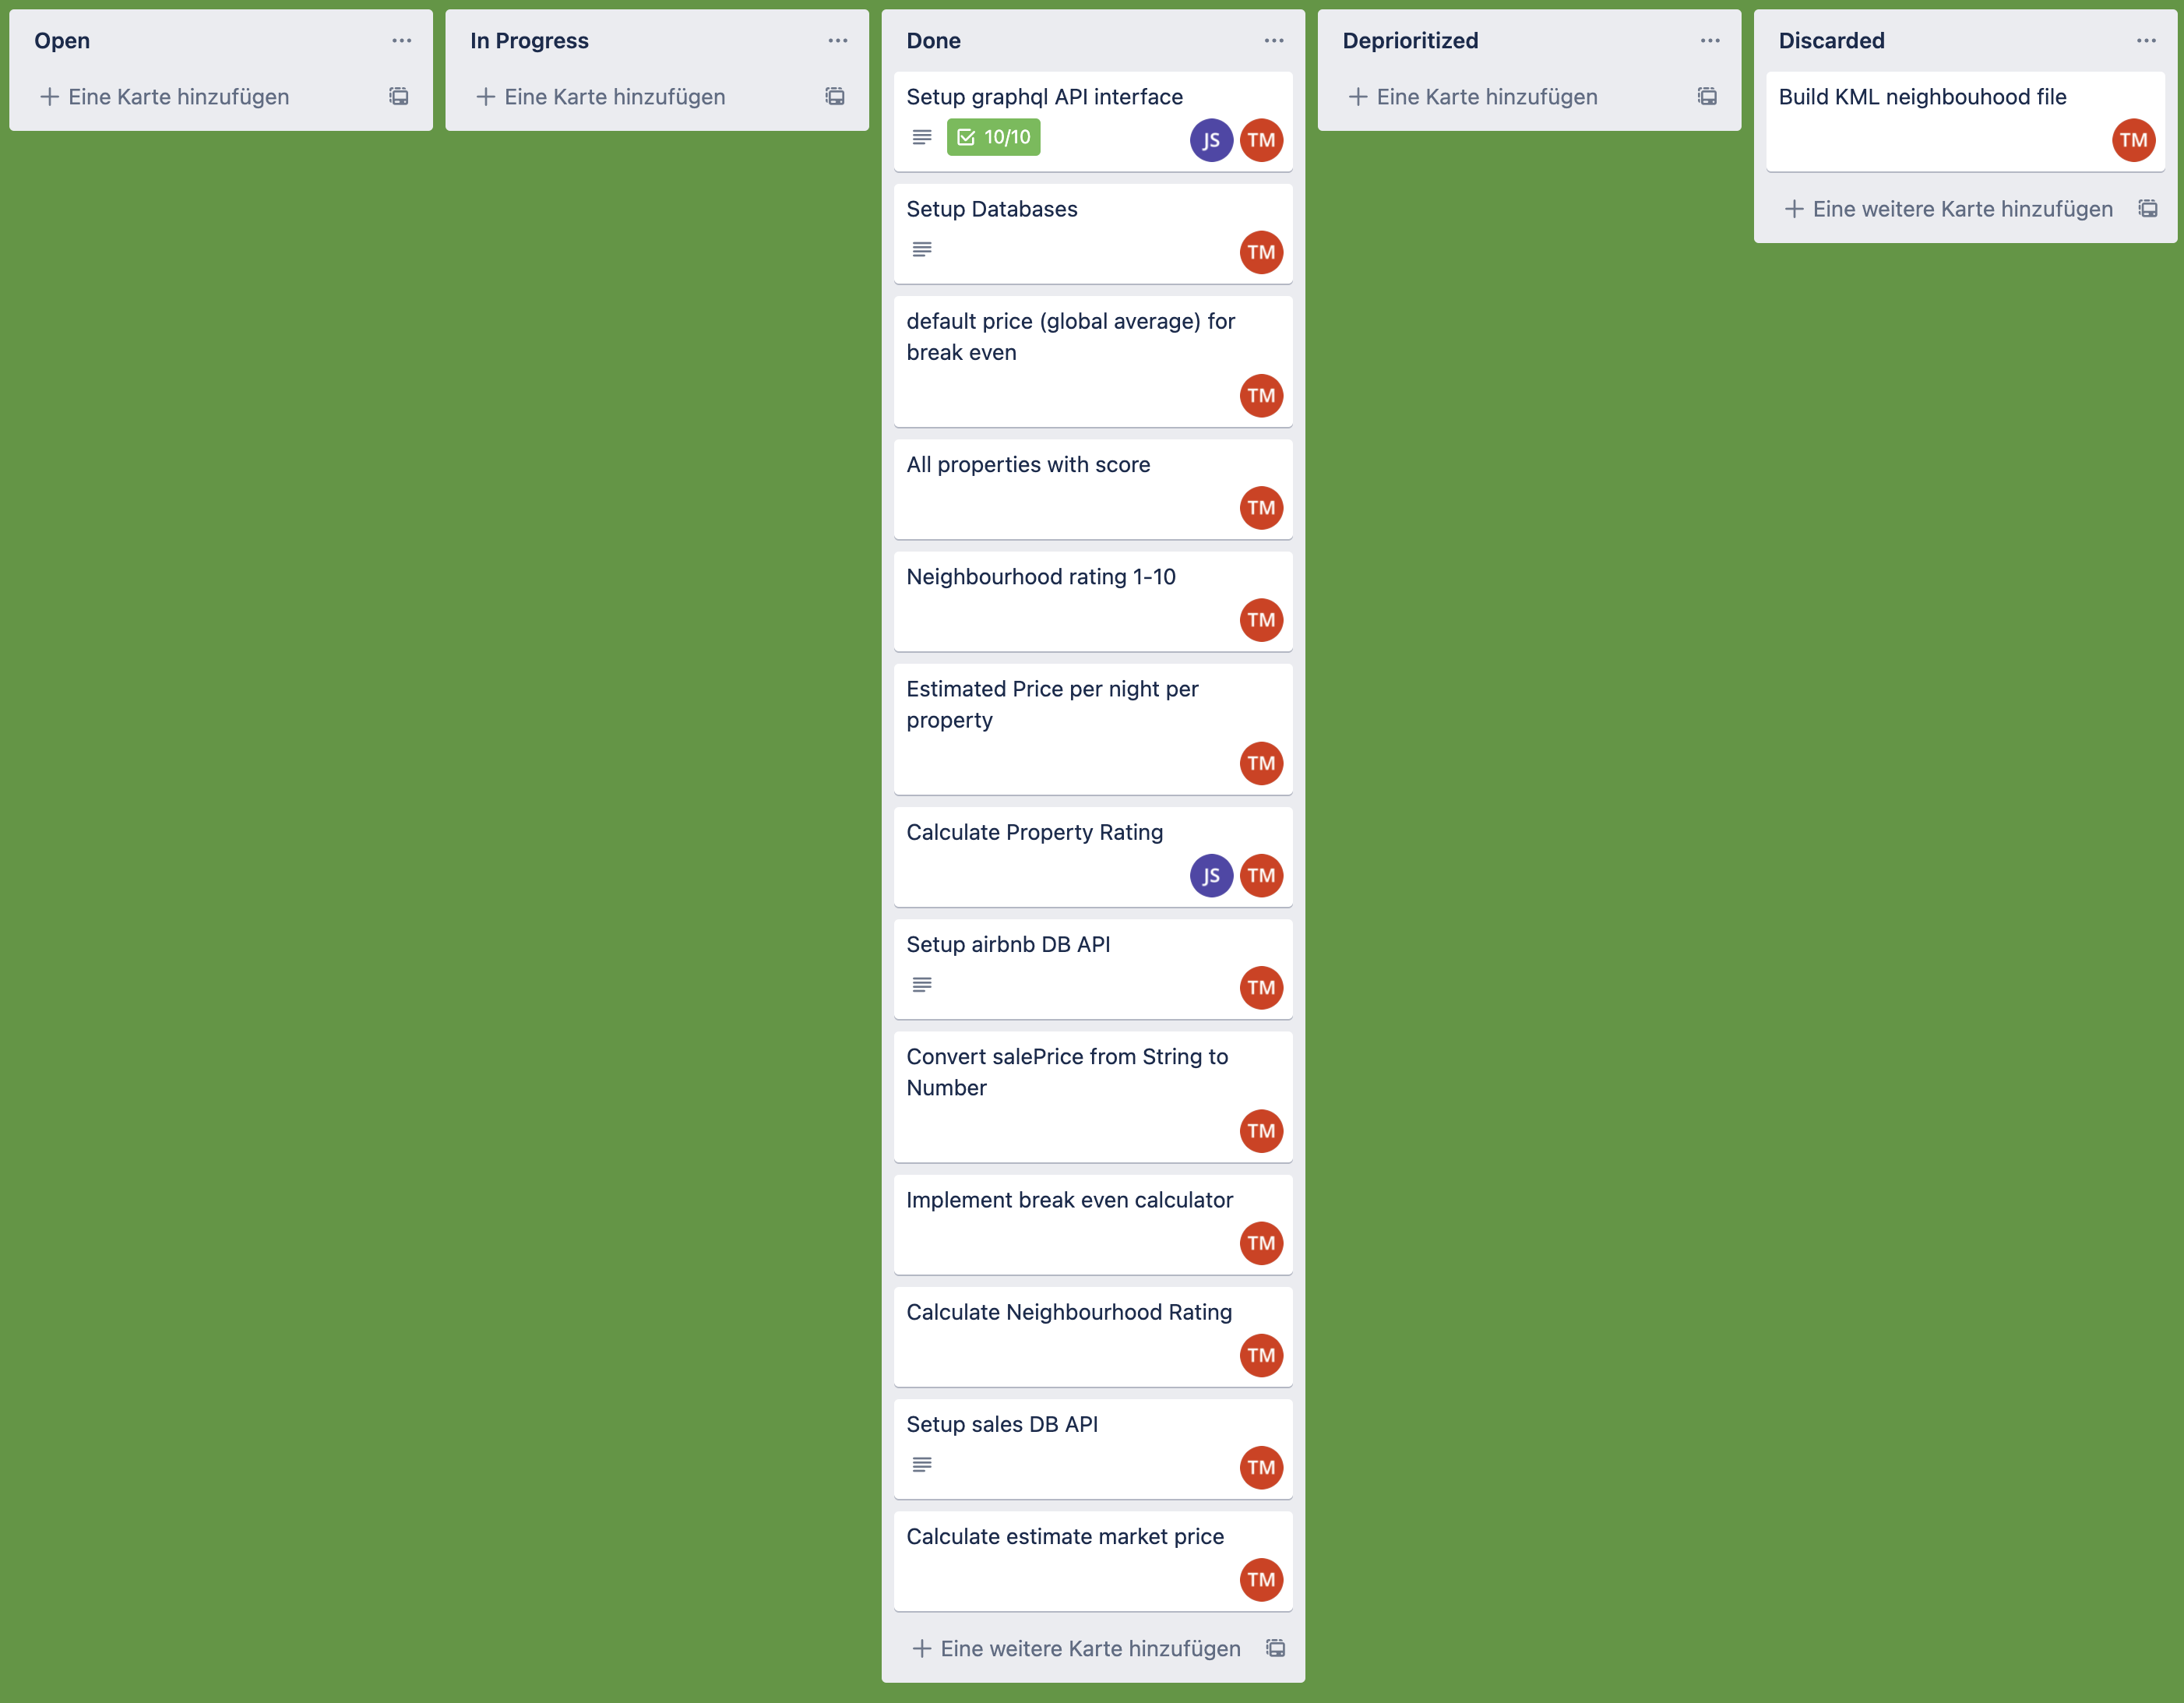 Open
Eine Karte hinzufügen
In Progress
Eine Karte hinzufügen
Done
Setup graphql API interface
10/10
JS TM
Setup Databases
TM
default price (global average) for
break even
TM
All properties with score
TM
Neighbourhood rating 1-10
TM
Estimated Price per night per
property
TM
Calculate Property Rating
JS TM
Setup airbnb DB API
TM
Convert salePrice from String to
Number
TM
Implement break even calculator
TM
Calculate Neighbourhood Rating
TM
Setup sales DB API
TM
Calculate estimate market price
TM
Eine weitere Karte hinzufügen
Deprioritized
Eine Karte hinzufügen
Discarded
Build KML neighbouhood file
TM
Eine weitere Karte hinzufügen